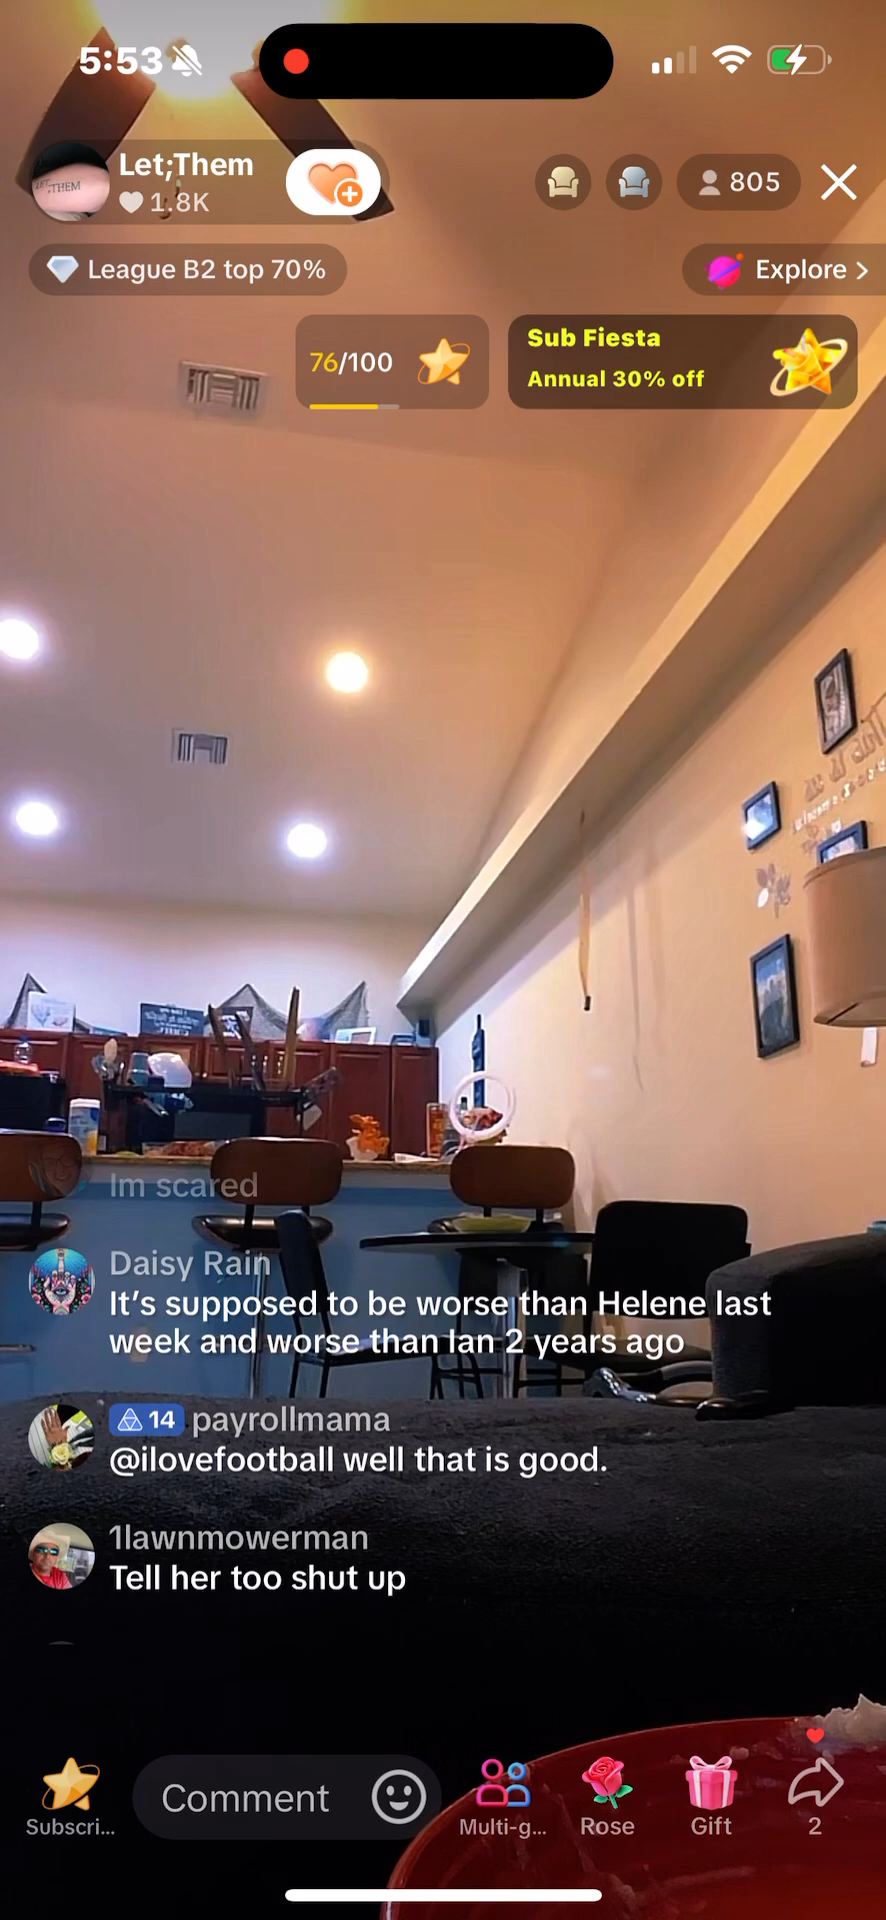 5:53
Let;Them
1.8K
805
League B2 top 70%
Explore >
76/100
Sub Fiesta
Annual 30% off
Im scared
Daisy Rain
It's supposed to be worse than Helene last
week and worse than Ian 2 years ago
14 payrollmama
@ilovefootball well that is good.
1lawnmowerman
Tell her too shut up
Subscri...
Comment
Multi-g...
Rose
Gift
2